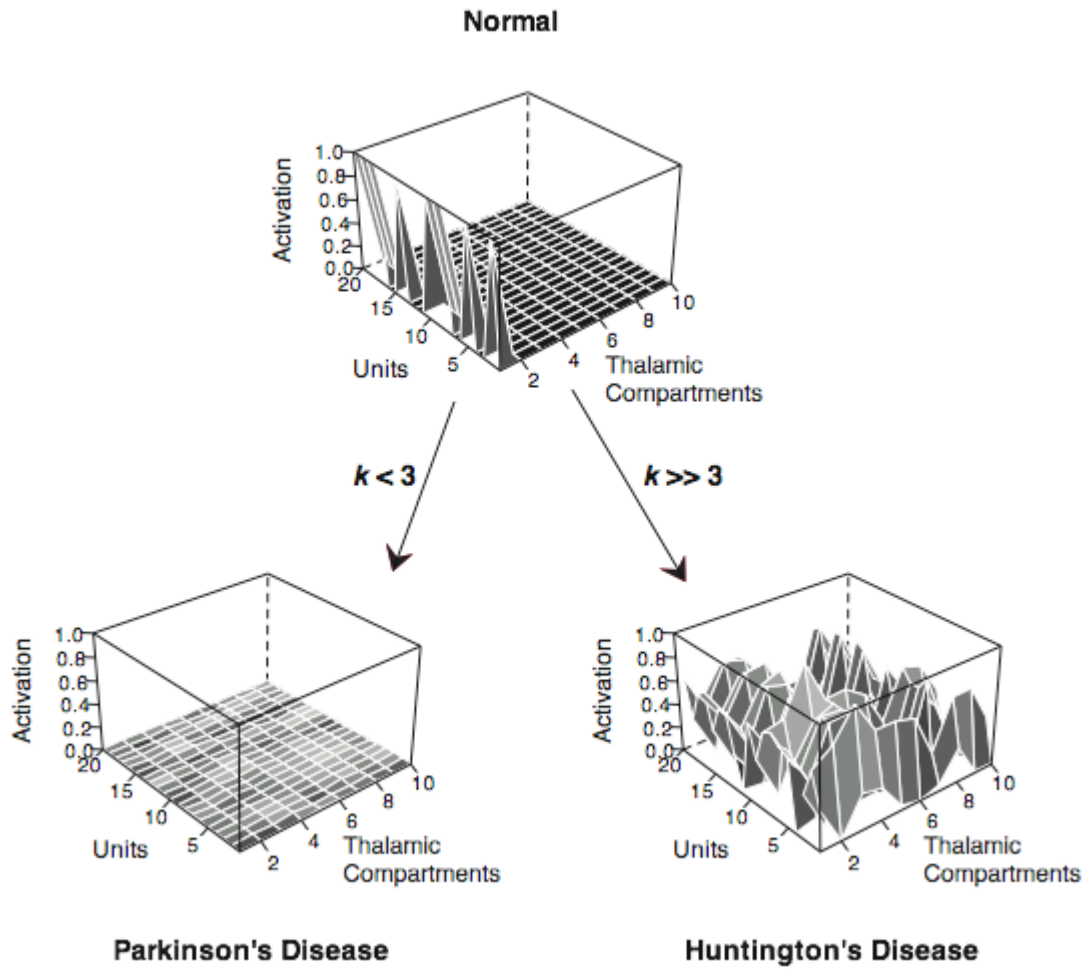 Normal
1.0
0.8
0.6
0.4
0.2
0.0
Activation
20
15
10
5
Units
2
4
6
8
10
Thalamic
Compartments
k < 3
k >> 3
1.0
0.8
0.6
0.4
0.2
0.0
Activation
20
15
10
5
Units
2
4
6
8
10
Thalamic
Compartments
1.0
0.8
0.6
0.4
0.2
0.0
Activation
20
15
10
5
Units
2
4
6
8
10
Thalamic
Compartments
Parkinson's Disease
Huntington's Disease